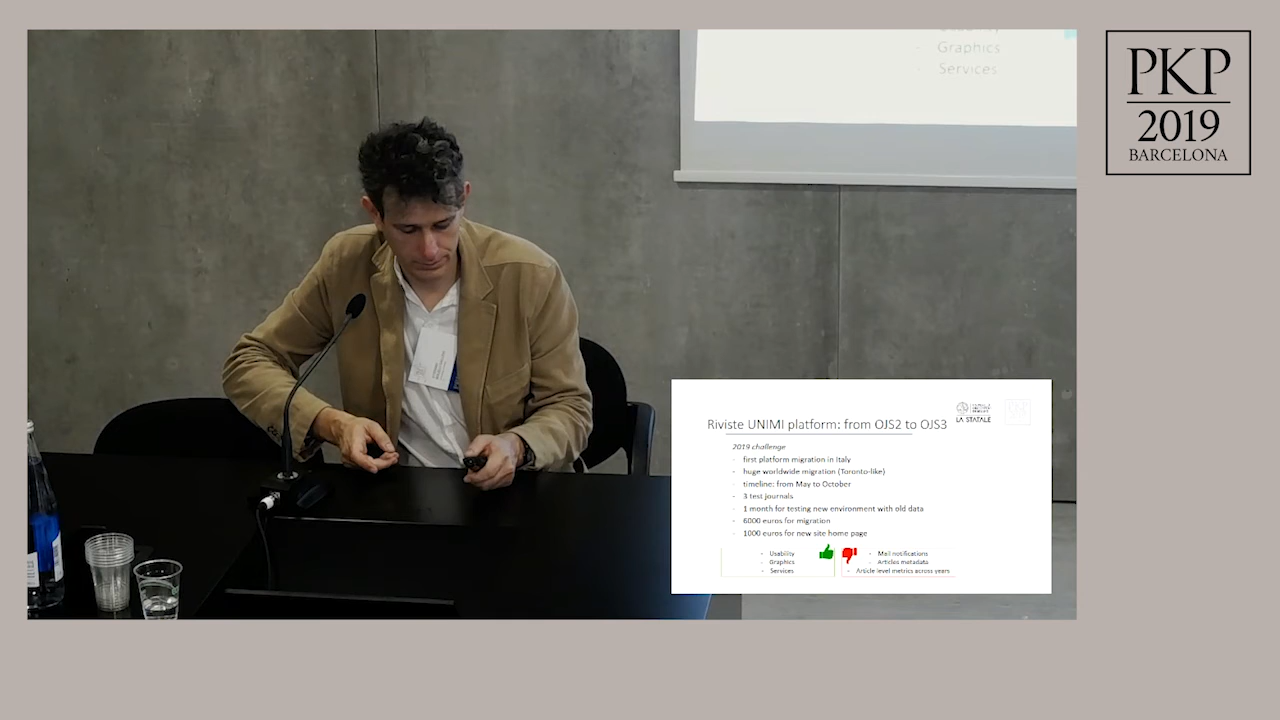 Graphics
Services
PKP
2019
BARCELONA
LA STATALE
Riviste UNIMI platform: from OJS2 to OJS3
2019 challenge
- first platform migration in Italy
- huge worldwide migration (Toronto-like)
- timeline: from May to October
- 3 test journals
- 1 month for testing new environment with old data
- 6000 euros for migration
- 1000 euros for new site home page
- Usability
- Graphics
- Services
- Mail notifications
- Articles metadata
- Article level metrics across years